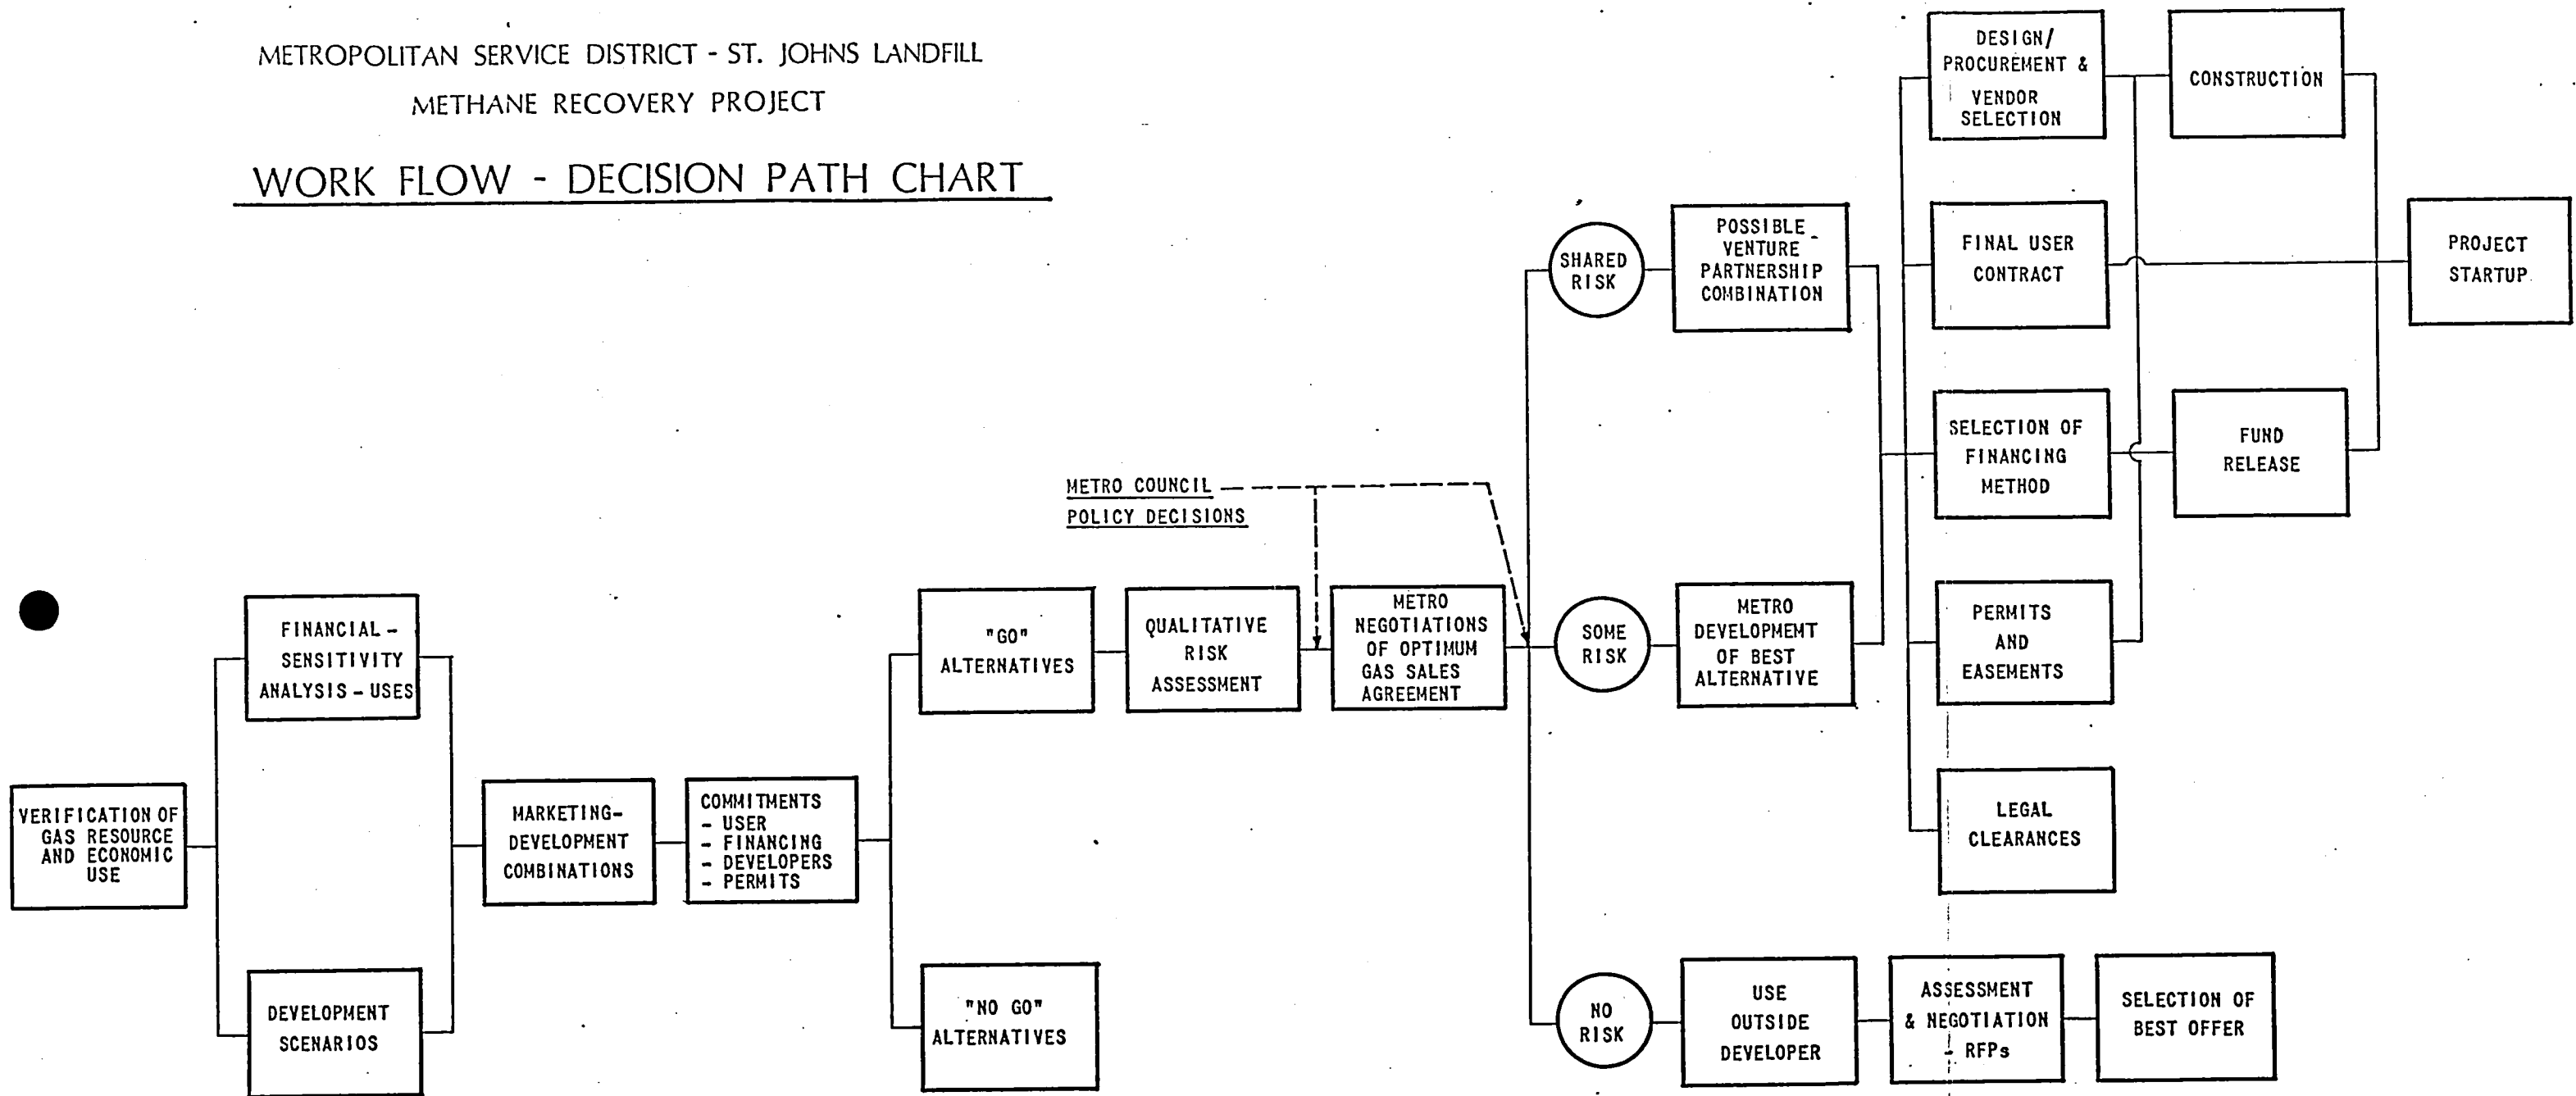 METROPOLITAN SERVICE DISTRICT - ST. JOHNS LANDFILL
METHANE RECOVERY PROJECT
WORK FLOW - DECISION PATH CHART
VERIFICATION OF
GAS RESOURCE
AND ECONOMIC
USE
FINANCIAL -
SENSITIVITY
ANALYSIS - USES
DEVELOPMENT
SCENARIOS
MARKETING-
DEVELOPMENT
COMBINATIONS
COMMITMENTS
- USER
- FINANCING
- DEVELOPERS
- PERMITS
"GO"
ALTERNATIVES
"NO GO"
ALTERNATIVES
QUALITATIVE
RISK
ASSESSMENT
METRO COUNCIL
POLICY DECISIONS
METRO
NEGOTIATIONS
OF OPTIMUM
GAS SALES
AGREEMENT
SHARED
RISK
POSSIBLE
VENTURE
PARTNERSHIP
COMBINATION
SOME
RISK
METRO
DEVELOPMEMT
OF BEST
ALTERNATIVE
NO
RISK
USE
OUTSIDE
DEVELOPER
ASSESSMENT
& NEGOTIATION
- RFPs
SELECTION OF
BEST OFFER
DESIGN/
PROCUREMENT &
VENDOR
SELECTION
FINAL USER
CONTRACT
SELECTION OF
FINANCING
METHOD
PERMITS
AND
EASEMENTS
LEGAL
CLEARANCES
CONSTRUCTION
FUND
RELEASE
PROJECT
STARTUP